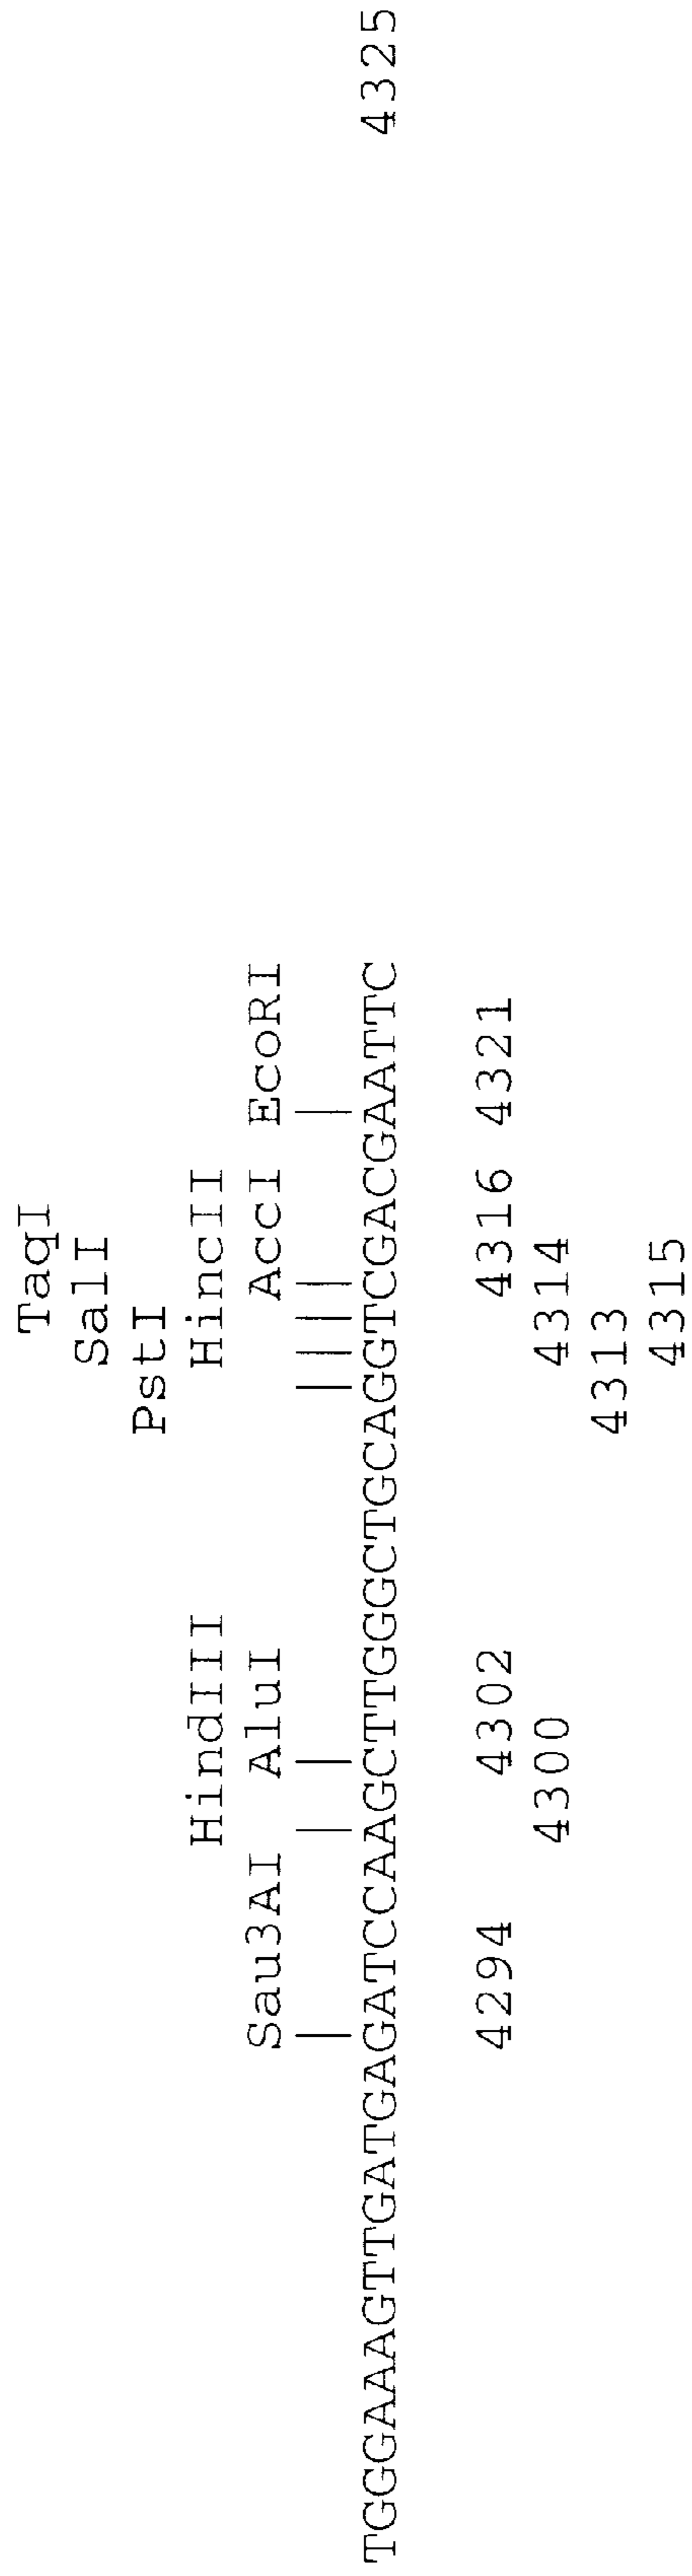 TaqI
SalI
PstI
HindIII HincII
Sau3AI AluI AccI EcoRI
TGGGAAAGTTGATGAGATCCAAGCTTGGGCTGCAGGTCGACGAATTC 4325
4294 4302 4316 4321
4300 4314
4313
4315